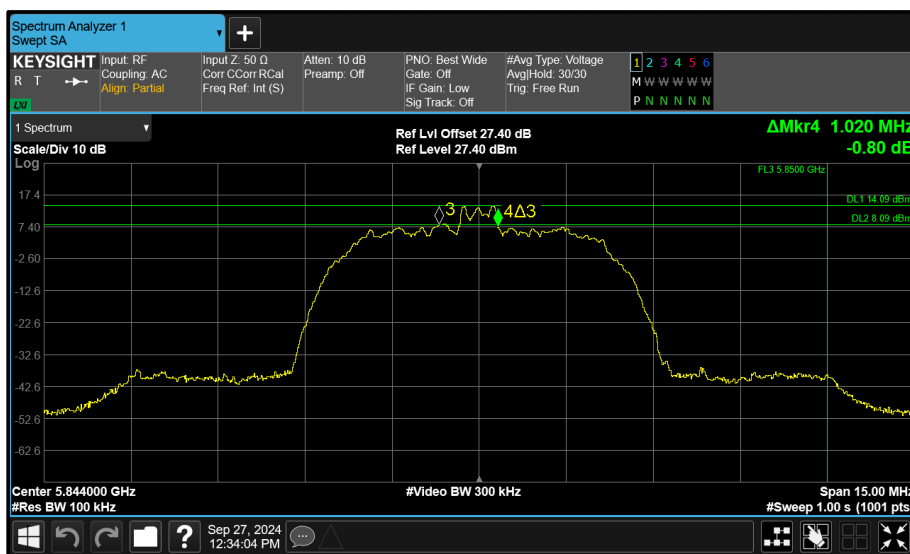 Spectrum Analyzer 1
Swept SA
KEYSIGHT
R T
LXI
Input: RF
Coupling: AC
Align: Partial
Input Z: 50 Ω
Corr CCorr RCal
Freq Ref: Int (S)
Atten: 10 dB
Preamp: Off
PNO: Best Wide
Gate: Off
IF Gain: Low
Sig Track: Off
#Avg Type: Voltage
Avg|Hold: 30/30
Trig: Free Run
1 2 3 4 5 6
M W W W W W
P N N N N N
1 Spectrum
Scale/Div 10 dB
Log
Ref Lvl Offset 27.40 dB
Ref Level 27.40 dBm
ΔMkr4 1.020 MHz
-0.80 dB
FL3 5.8500 GHz
17.4
DL1 14.09 dBm
3
4Δ3
DL2 8.09 dBm
7.40
-2.60
-12.6
-22.6
-32.6
-42.6
-52.6
-62.6
Center 5.844000 GHz
#Video BW 300 kHz
Span 15.00 MHz
#Res BW 100 kHz
#Sweep 1.00 s (1001 pts
?
Sep 27, 2024
12:34:04 PM